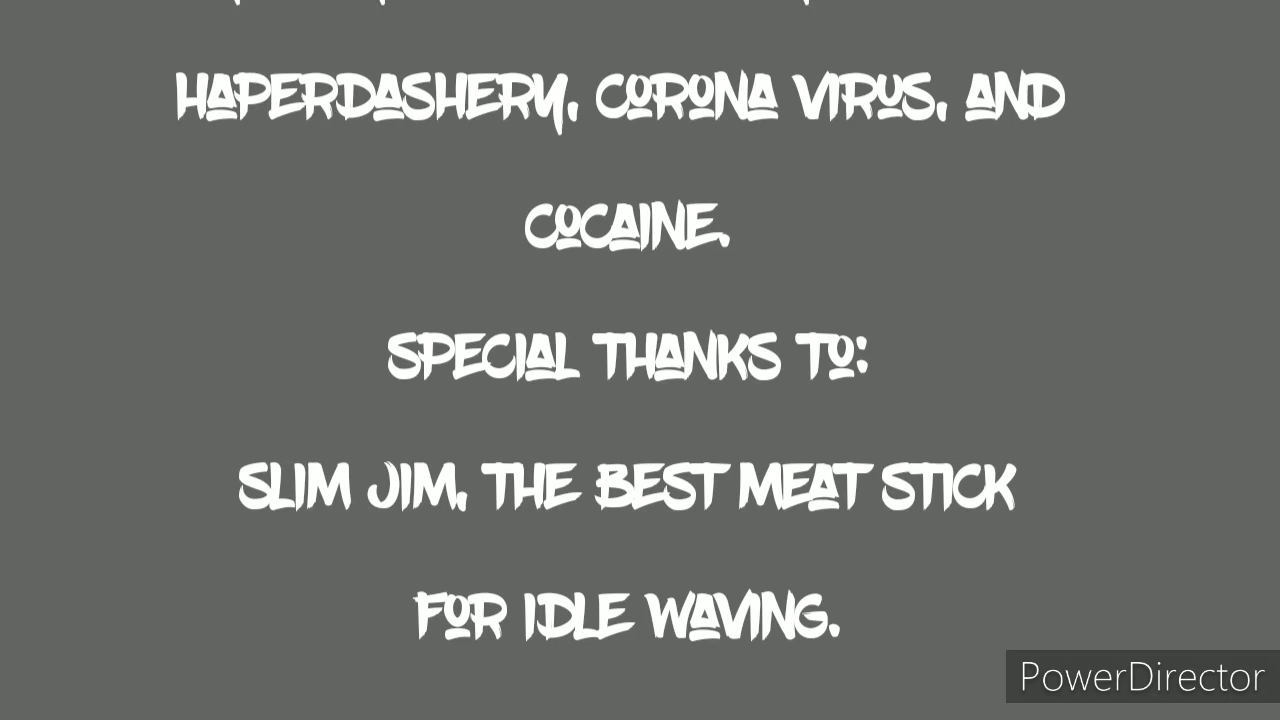 HAPERDASHERY, CORONA VIRUS, AND
COCAINE.
SPECIAL THANKS TO:
SLIM JIM, THE BEST MEAT STICK
FOR IDLE WAVING.
PowerDirector